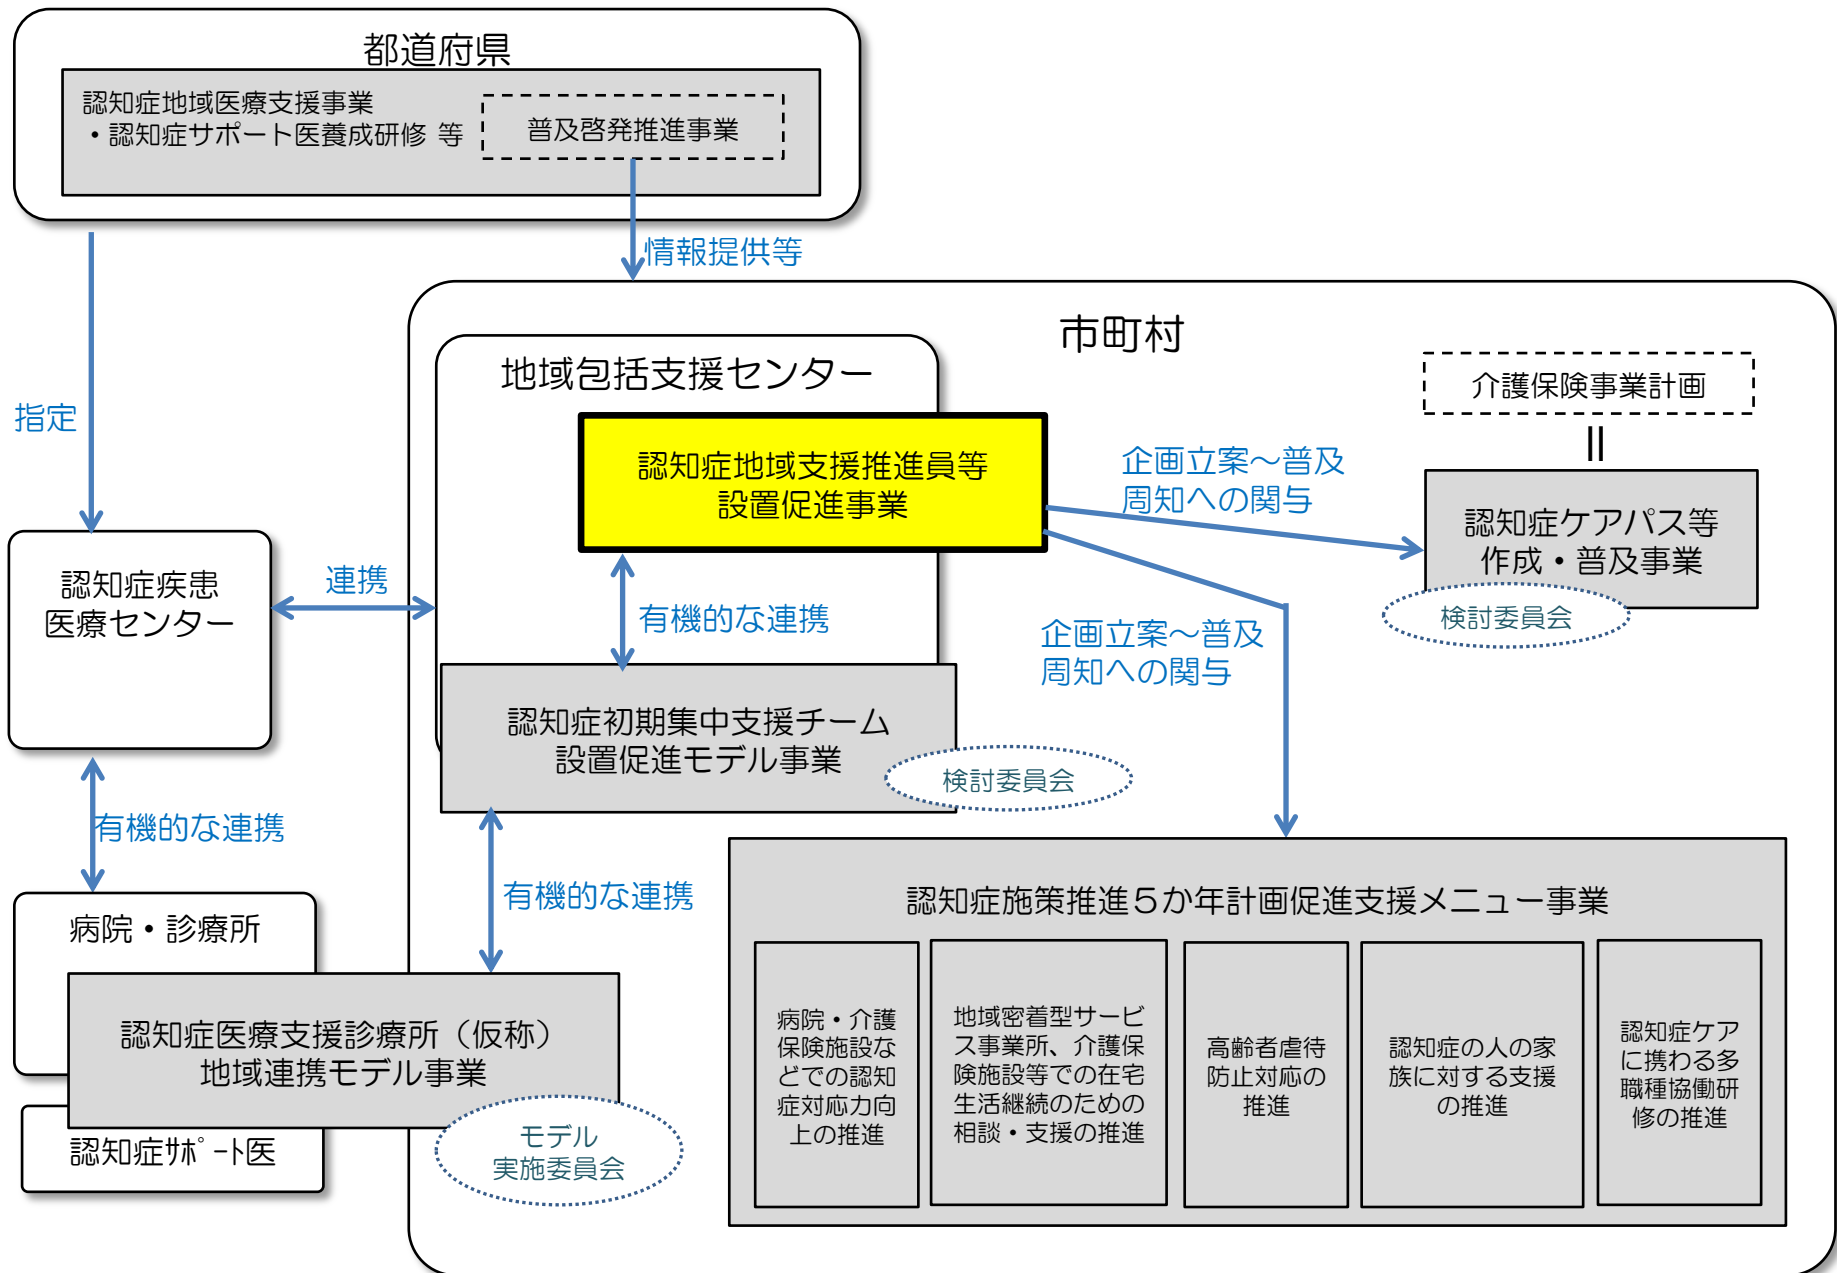 都道府県
認知症地域医療支援事業
・認知症サポート医養成研修 等
普及啓発推進事業
情報提供等
市町村
地域包括支援センター
介護保険事業計画
||
指定
認知症地域支援推進員等
設置促進事業
企画立案～普及
周知への関与
認知症ケアパス等
作成・普及事業
検討委員会
認知症疾患
医療センター
連携
有機的な連携
企画立案～普及
周知への関与
認知症初期集中支援チーム
設置促進モデル事業
検討委員会
有機的な連携
有機的な連携
病院・診療所
認知症医療支援診療所（仮称）
地域連携モデル事業
認知症ｻﾎﾟｰﾄ医
モデル
実施委員会
認知症施策推進５か年計画促進支援メニュー事業
病院・介護
保険施設な
どでの認知
症対応力向
上の推進
地域密着型サービ
ス事業所、介護保
険施設等での在宅
生活継続のための
相談・支援の推進
高齢者虐待
防止対応の
推進
認知症の人の家
族に対する支援
の推進
認知症ケア
に携わる多
職種協働研
修の推進